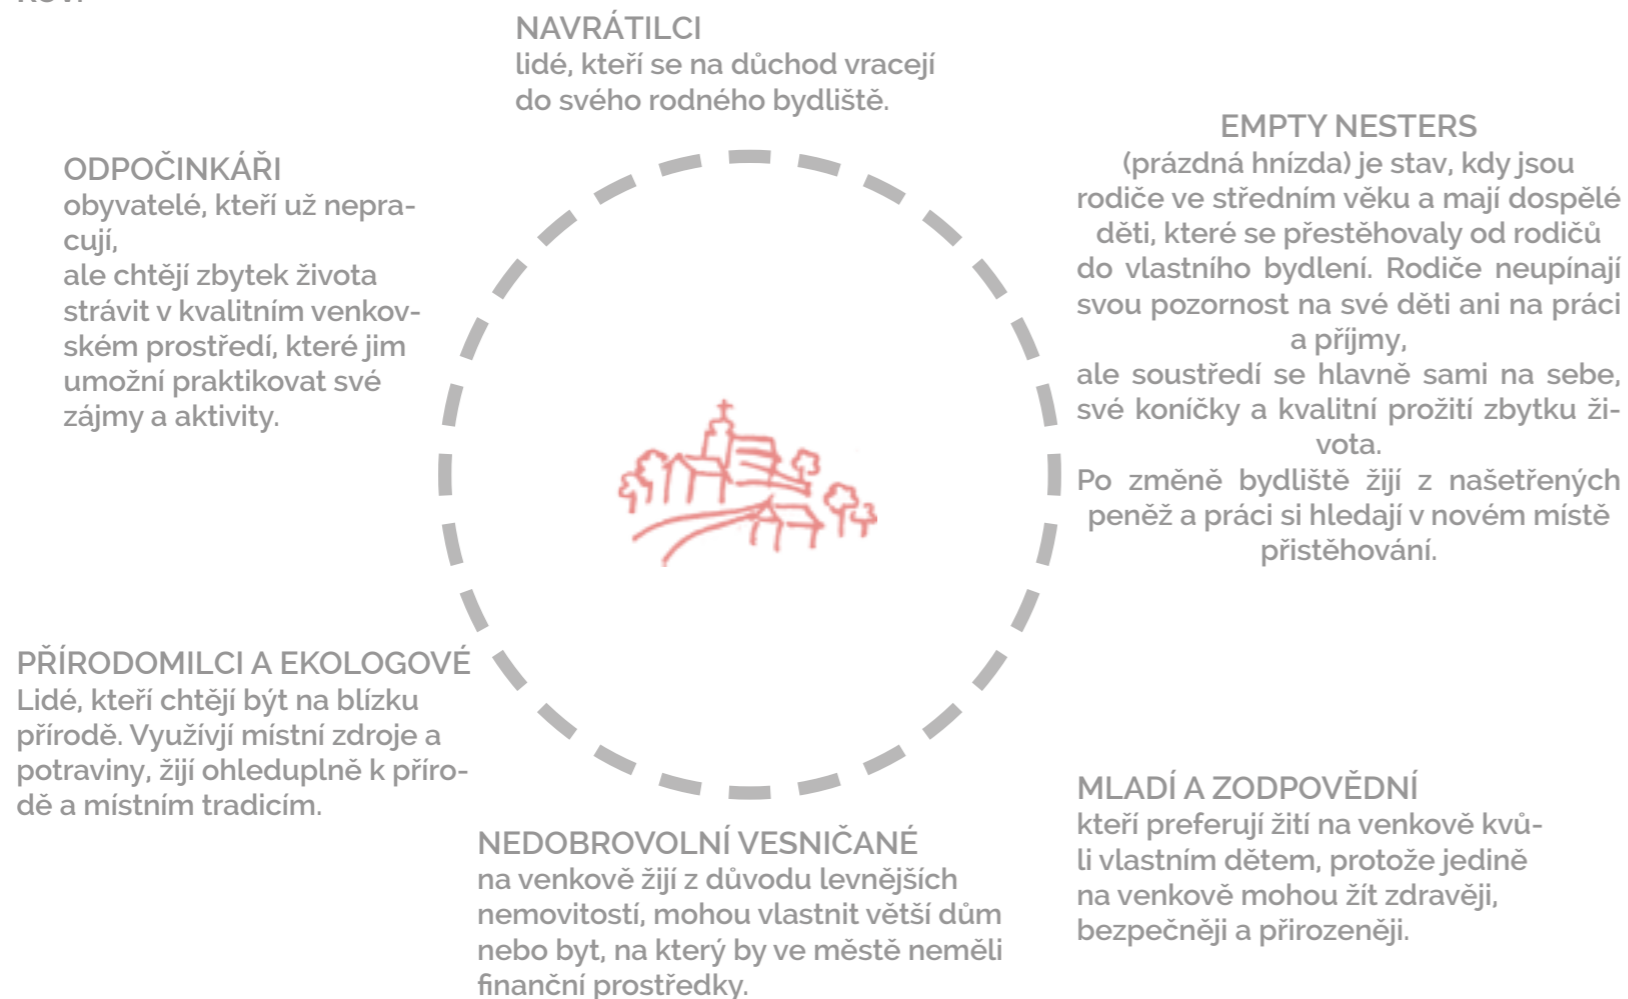 NAVRÁTILCI
lidé, kteří se na důchod vracejí
do svého rodného bydliště.
EMPTY NESTERS
(prázdná hnízda) je stav, kdy jsou
rodiče ve středním věku a mají dospělé
děti, které se přestěhovaly od rodičů
do vlastního bydlení. Rodiče neupínají
svou pozornost na své děti ani na práci
a příjmy,
ale soustředí se hlavně sami na sebe,
své koníčky a kvalitní prožití zbytku ži-
vota.
Po změně bydliště žijí z našetřených
peněž a práci si hledají v novém místě
přistěhování.
ODPOČINKÁŘI
obyvatelé, kteří už nepra-
cují,
ale chtějí zbytek života
strávit v kvalitním venkov-
ském prostředí, které jim
umožní praktikovat své
zájmy a aktivity.
PŘÍRODOMILCI A EKOLOGOVÉ
Lidé, kteří chtějí být na blízku
přírodě. Využívjí místní zdroje a
potraviny, žijí ohleduplně k příro-
dě a místním tradicím.
NEDOBROVOLNÍ VESNIČANÉ
na venkově žijí z důvodu levnějších
nemovitostí, mohou vlastnit větší dům
nebo byt, na který by ve městě neměli
finanční prostředky.
MLADÍ A ZODPOVĚDNÍ
kteří preferují žití na venkově kvů-
li vlastním dětem, protože jedině
na venkově mohou žít zdravěji,
bezpečněji a přirozeněji.